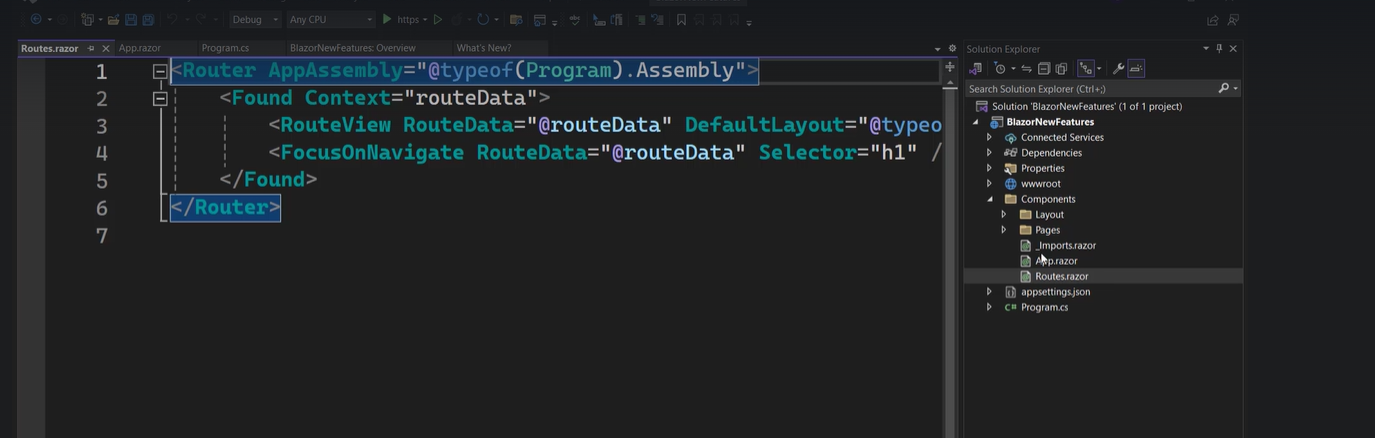 Debug
Any CPU
https
Routes.razor
App.razor
Program.cs
BlazorNewFeatures: Overview
What's New?
1 <Router AppAssembly="@typeof(Program).Assembly">
2 <Found Context="routeData">
3 <RouteView RouteData="@routeData" DefaultLayout="@typeo
4 <FocusOnNavigate RouteData="@routeData" Selector="h1" /
5 </Found>
6 </Router>
7
Solution Explorer
Search Solution Explorer (Ctrl+;)
Solution 'BlazorNewFeatures' (1 of 1 project)
BlazorNewFeatures
Connected Services
Dependencies
Properties
wwwroot
Components
Layout
Pages
_Imports.razor
App.razor
Routes.razor
appsettings.json
C# Program.cs